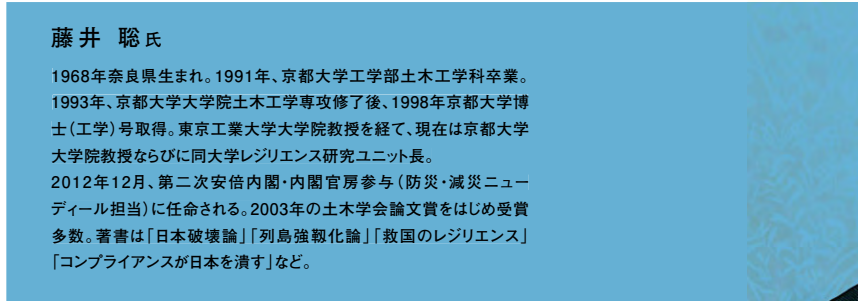 藤井 聡氏
1968年奈良県生まれ。1991年、京都大学工学部土木工学科卒業。
1993年、京都大学大学院土木工学専攻修了後、1998年京都大学博
士（工学）号取得。東京工業大学大学院教授を経て、現在は京都大学
大学院教授ならびに同大学レジリエンス研究ユニット長。
2012年12月、第二次安倍内閣・内閣官房参与（防災・減災ニュー
ディール担当）に任命される。2003年の土木学会論文賞をはじめ受賞
多数。著書は「日本破壊論」「列島強靱化論」「救国のレジリエンス」
「コンプライアンスが日本を潰す」など。